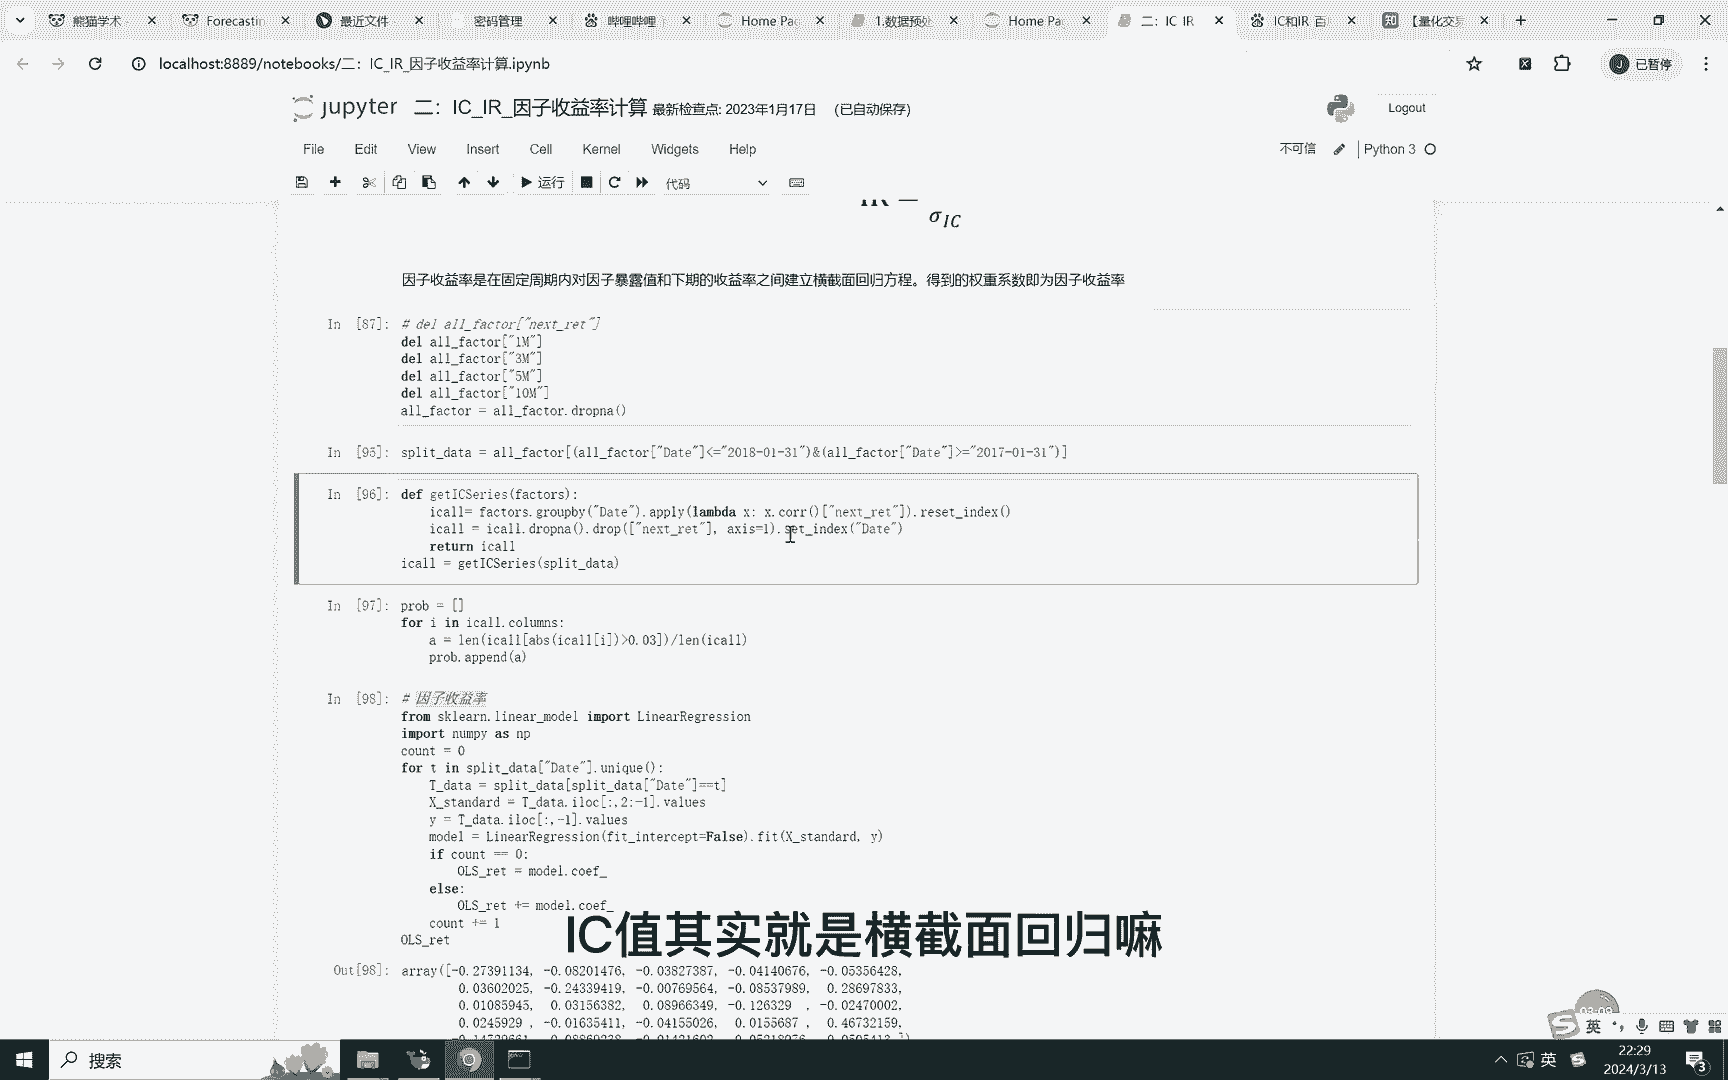 熊猫学术 -
Forecastin
最近文件
密码管理
哔哩哔哩
Home Pa
1.数据预处
Home Pa
二：IC_IR_
IC和IR_百
【量化交易
localhost:8889/notebooks/二：IC_IR_因子收益率计算.ipynb
J 已暂停
jupyter 二：IC_IR_因子收益率计算 最新检查点: 2023年1月17日 (已自动保存)
Logout
File Edit View Insert Cell Kernel Widgets Help
不可信 Python 3
运行 代码
IR =
σIC
因子收益率是在固定周期内对因子暴露值和下期的收益率之间建立横截面回归方程。得到的权重系数即为因子收益率
In [87]: # del all_factor["next_ret"]
del all_factor["1M"]
del all_factor["3M"]
del all_factor["5M"]
del all_factor["10M"]
all_factor = all_factor.dropna()
In [95]: split_data = all_factor[(all_factor["Date"]<="2018-01-31")&(all_factor["Date"]>="2017-01-31")]
In [96]: def getICSeries(factors):
icall= factors.groupby("Date").apply(lambda x: x.corr()["next_ret"]).reset_index()
icall = icall.dropna().drop(["next_ret"], axis=1).set_index("Date")
return icall
icall = getICSeries(split_data)
In [97]: prob = []
for i in icall.columns:
a = len(icall[abs(icall[i])>0.03])/len(icall)
prob.append(a)
In [98]: # 因子收益率
from sklearn.linear_model import LinearRegression
import numpy as np
count = 0
for t in split_data["Date"].unique():
T_data = split_data[split_data["Date"]==t]
X_standard = T_data.iloc[:,2:-1].values
y = T_data.iloc[:,-1].values
model = LinearRegression(fit_intercept=False).fit(X_standard, y)
if count == 0:
OLS_ret = model.coef_
else:
OLS_ret += model.coef_
count += 1
OLS_ret
IC值其实就是横截面回归嘛
Out[98]: array([-0.27391134, -0.08201476, -0.03827387, -0.04140676, -0.05356428,
0.03602025, -0.24339419, -0.00769564, -0.08537989, 0.28697833,
0.01085945, 0.03156382, 0.08966349, -0.126329 , -0.02470002,
0.0245929 , -0.01635411, -0.04155026, 0.0155687 , 0.46732159,
英
搜索
英
22:29
2024/3/13
3